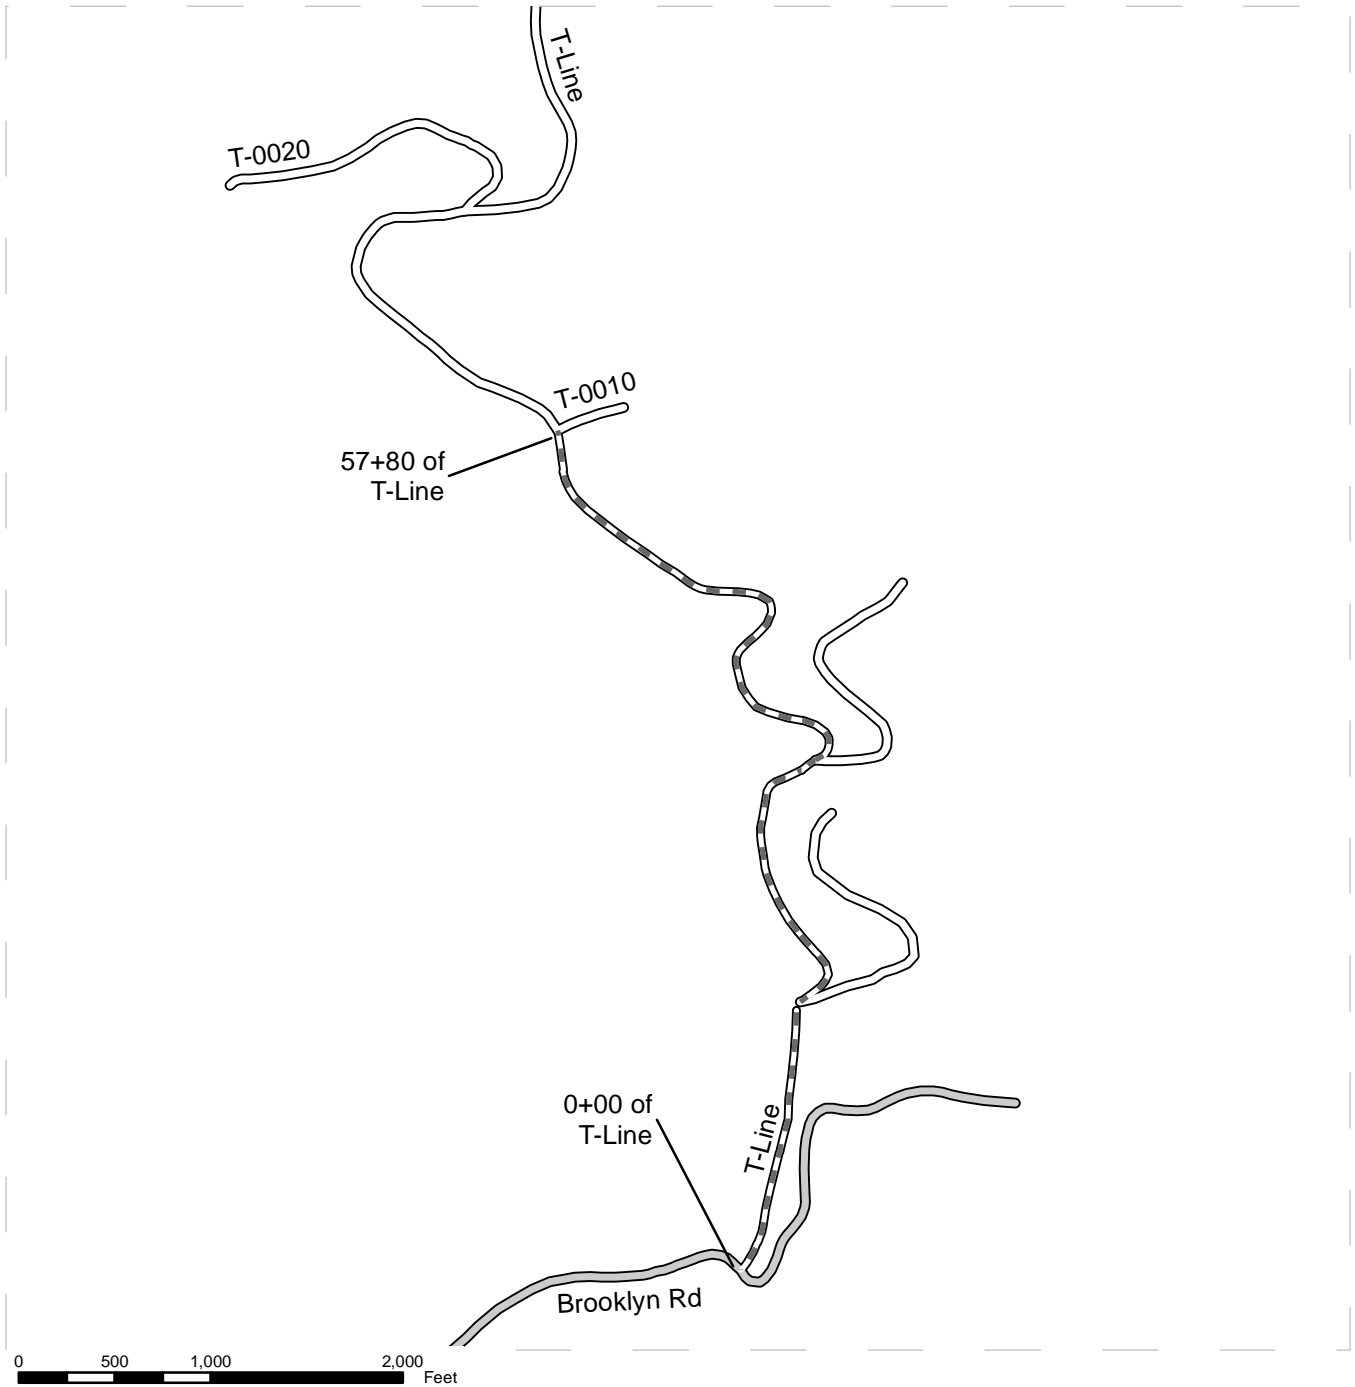 T-Line
T-0020
T-0010
57+80 of
T-Line
0+00 of
T-Line
T-Line
Brooklyn Rd
0 500 1,000 2,000
Feet